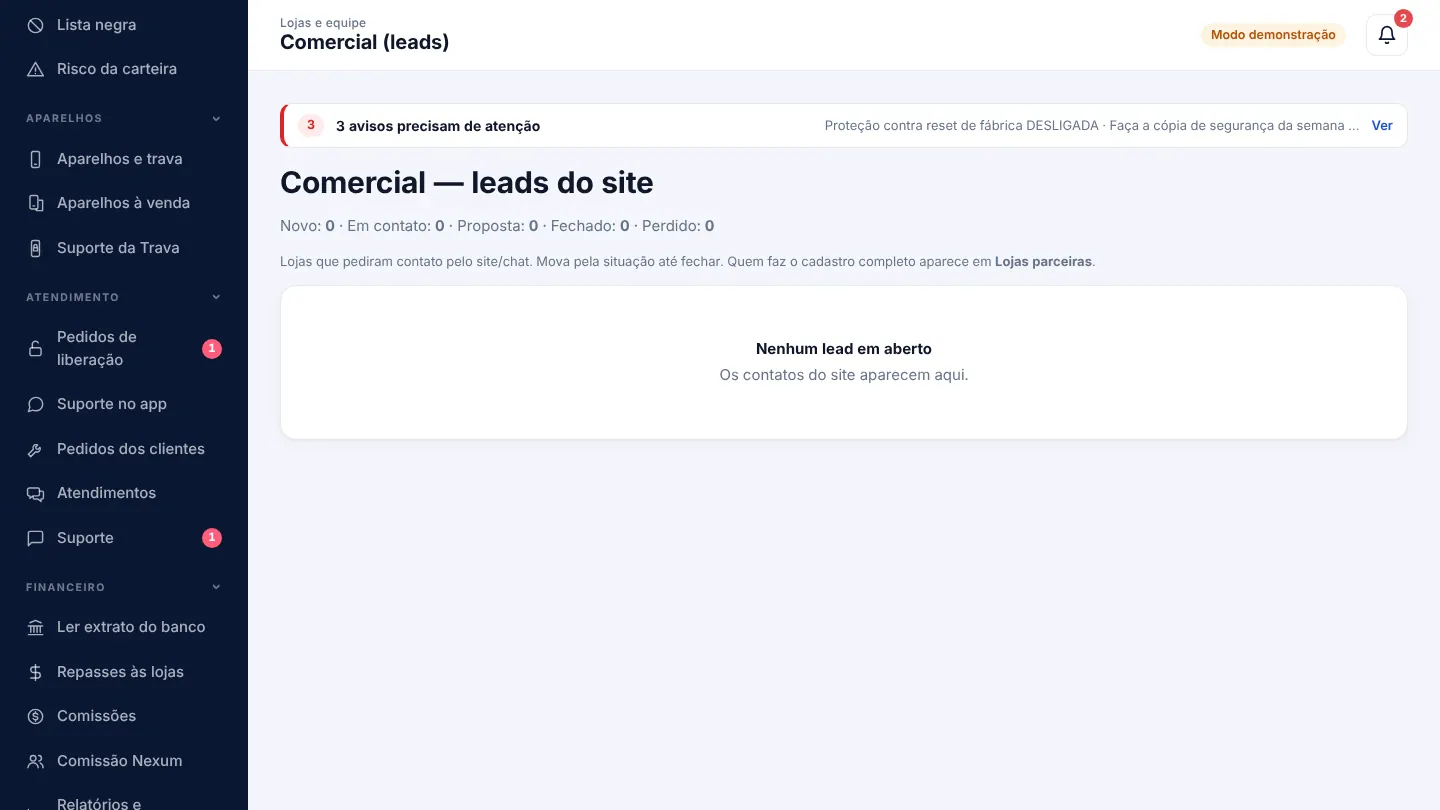 Lista negra
Risco da carteira
APARELHOS
Aparelhos e trava
Aparelhos à venda
Suporte da Trava
ATENDIMENTO
Pedidos de
liberação
1
Suporte no app
Pedidos dos clientes
Atendimentos
Suporte
1
FINANCEIRO
Ler extrato do banco
Repasses às lojas
Comissões
Comissão Nexum
Relatórios e
Lojas e equipe
Comercial (leads)
Modo demonstração
2
3
3 avisos precisam de atenção
Proteção contra reset de fábrica DESLIGADA · Faça a cópia de segurança da semana ...
Ver
Comercial — leads do site
Novo: 0 · Em contato: 0 · Proposta: 0 · Fechado: 0 · Perdido: 0
Lojas que pediram contato pelo site/chat. Mova pela situação até fechar. Quem faz o cadastro completo aparece em Lojas parceiras.
Nenhum lead em aberto
Os contatos do site aparecem aqui.